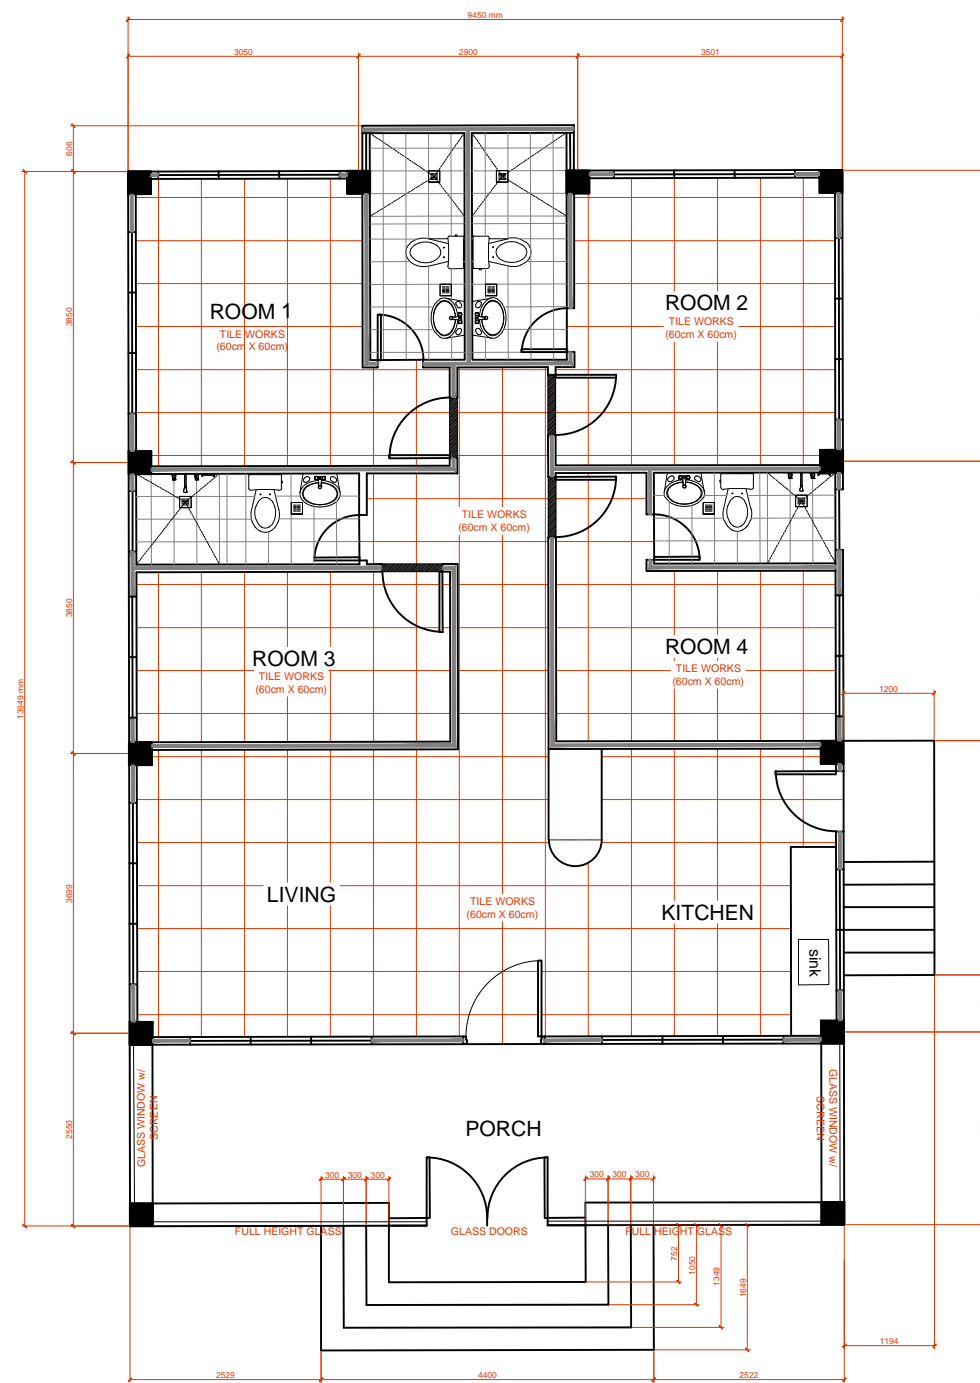 9450 mm
3050
2900
3501
606
ROOM 1
TILE WORKS
(60cm X 60cm)
ROOM 2
TILE WORKS
(60cm X 60cm)
3850
TILE WORKS
(60cm X 60cm)
3850
ROOM 3
TILE WORKS
(60cm X 60cm)
ROOM 4
TILE WORKS
(60cm X 60cm)
13949 mm
1200
3699
LIVING
TILE WORKS
(60cm X 60cm)
KITCHEN
sink
2550
GLASS WINDOW w/
SCREEN
PORCH
GLASS WINDOW w/
SCREEN
300
300
300
300
300
300
FULL HEIGHT GLASS
GLASS DOORS
FULL HEIGHT GLASS
752
1050
1349
1649
1194
2529
4400
2522